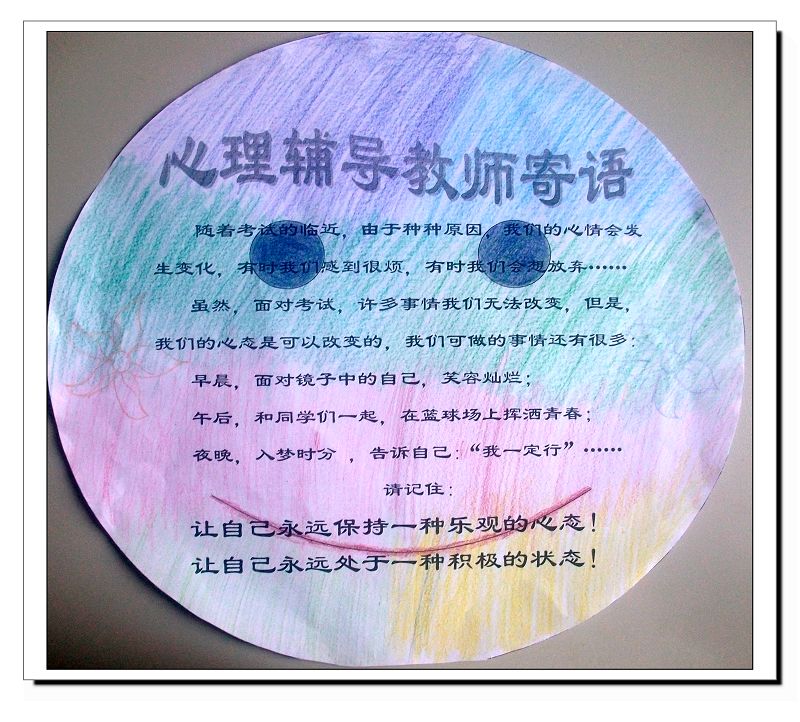 心理辅导教师寄语
随着考试的临近，由于种种原因，我们的心情会发
生变化，有时我们感到很烦，有时我们会想放弃……
虽然，面对考试，许多事情我们无法改变，但是，
我们的心态是可以改变的，我们可做的事情还有很多：
早晨，面对镜子中的自己，笑容灿烂；
午后，和同学们一起，在篮球场上挥洒青春；
夜晚，入梦时分，告诉自己：“我一定行”……
请记住：
让自己永远保持一种乐观的心态！
让自己永远处于一种积极的状态！